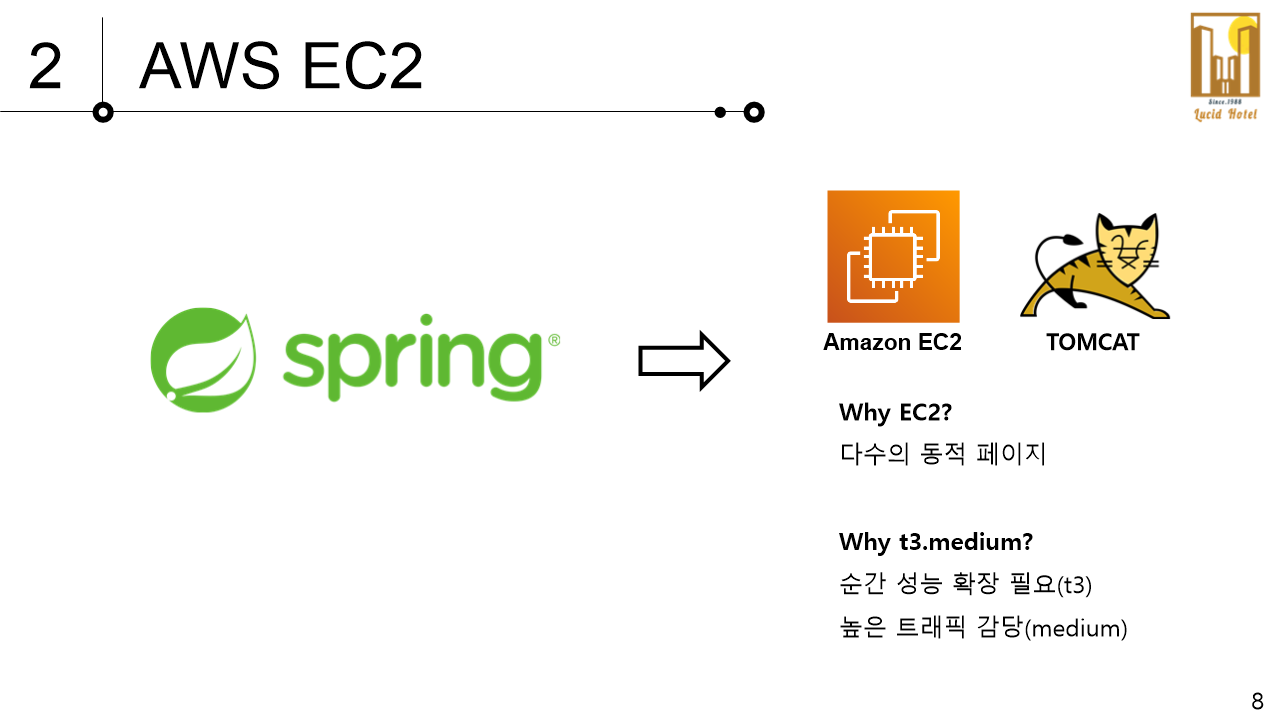 2
AWS EC2
Since.1988
Lucid Hotel
spring®
Amazon EC2
TOMCAT
Why EC2?
다수의 동적 페이지
Why t3.medium?
순간 성능 확장 필요(t3)
높은 트래픽 감당(medium)
8